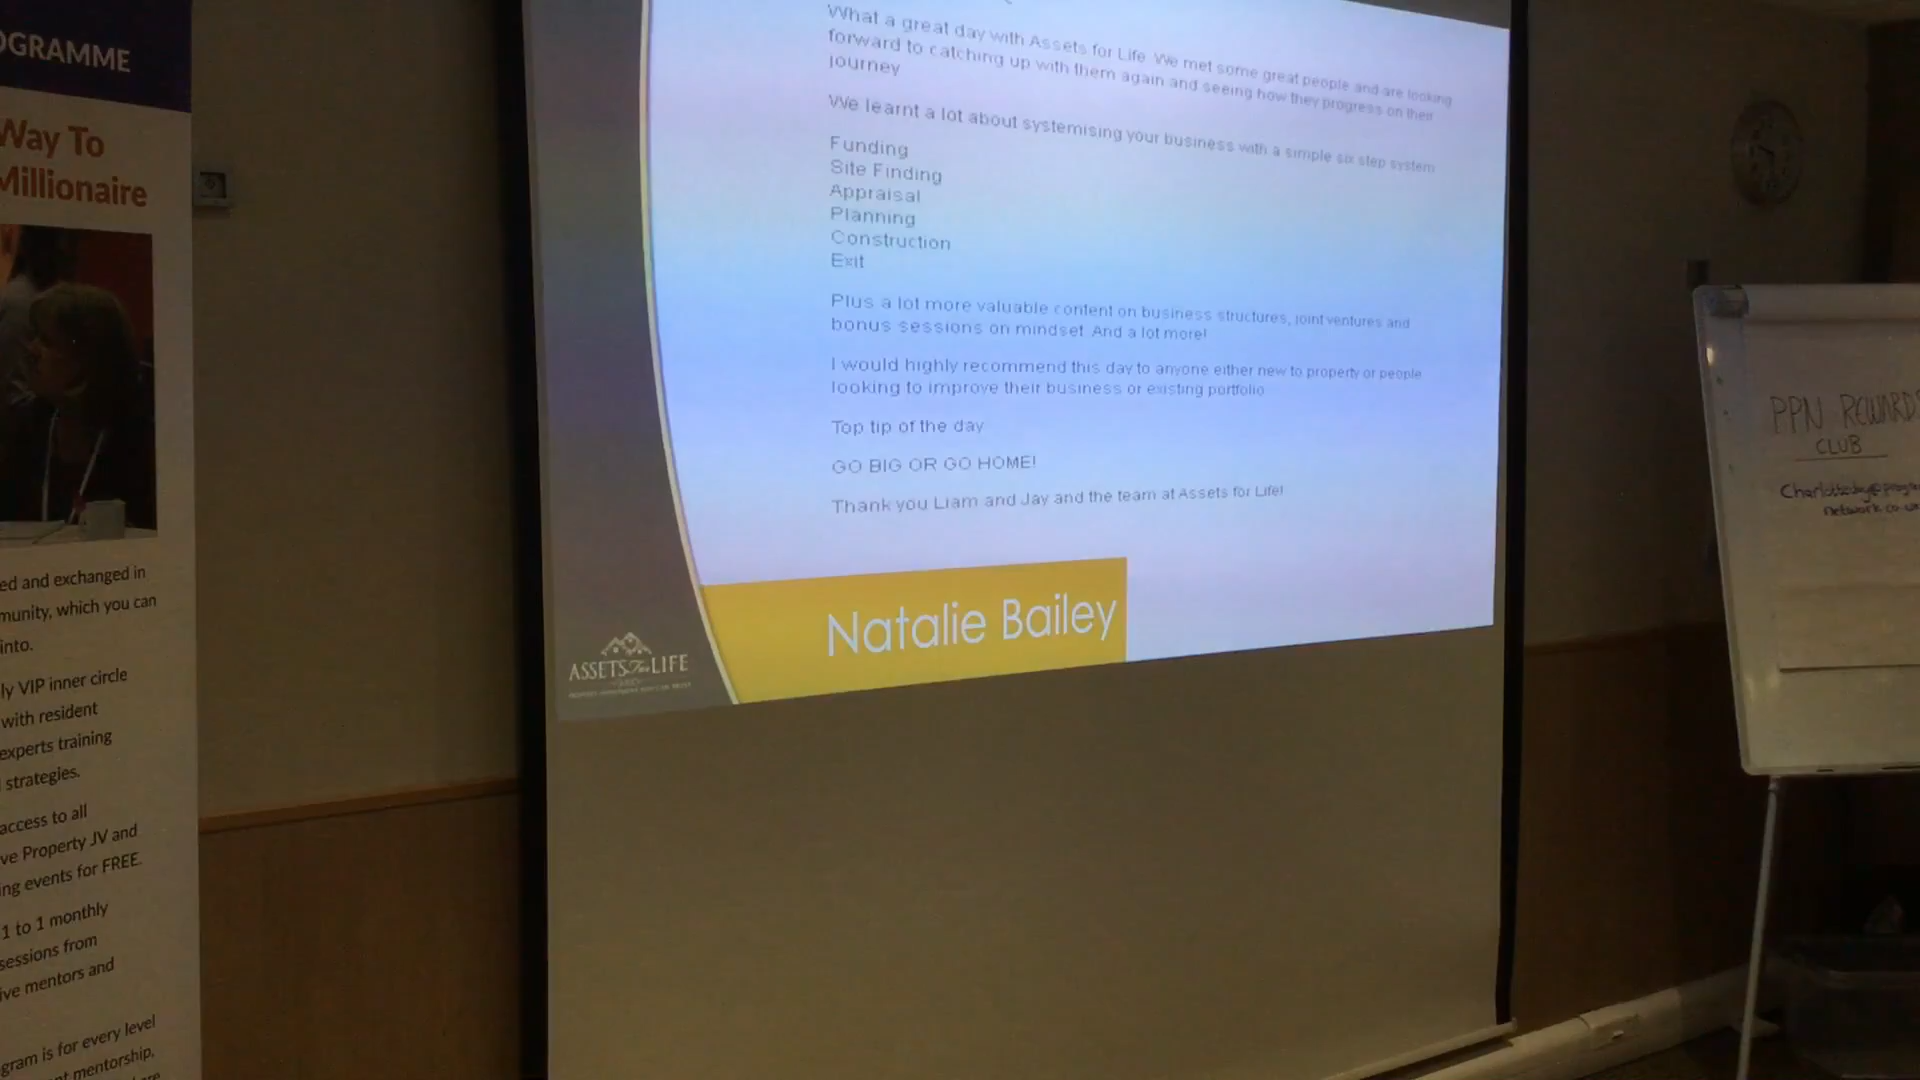 OGRAMME
Way To
Millionaire
ed and exchanged in
munity, which you can
into.
ly VIP inner circle
with resident
experts training
strategies.
access to all
ve Property JV and
ing events for FREE.
1 to 1 monthly
sessions from
ive mentors and
gram is for every level
nt mentorship,
What a great day with Assets for Life. We met some great people and are looking
forward to catching up with them again and seeing how they progress on their
journey
We learnt a lot about systemising your business with a simple six step system
Funding
Site Finding
Appraisal
Planning
Construction
Exit
Plus a lot more valuable content on business structures, joint ventures and
bonus sessions on mindset. And a lot more!
I would highly recommend this day to anyone either new to property or people
looking to improve their business or existing portfolio
Top tip of the day
GO BIG OR GO HOME!
Thank you Liam and Jay and the team at Assets for Life!
Natalie Bailey
ASSETS For LIFE
PPN REWARDS
CLUB
network.co.uk